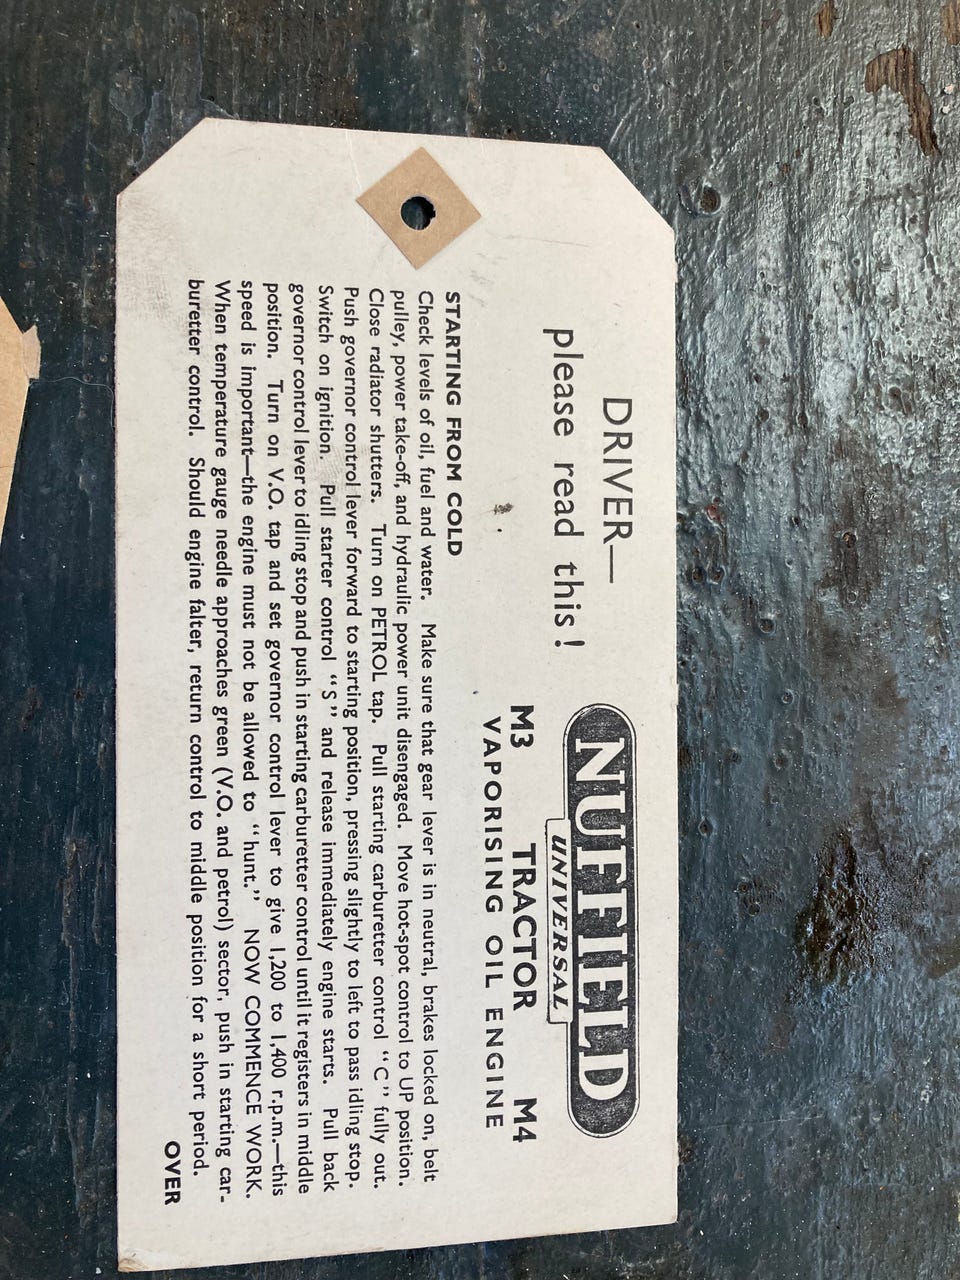 DRIVER—
please read this !
NUFFIELD
UNIVERSAL
M3 TRACTOR M4
VAPORISING OIL ENGINE
STARTING FROM COLD
Check levels of oil, fuel and water. Make sure that gear lever is in neutral, brakes locked on, belt
pulley, power take-off, and hydraulic power unit disengaged. Move hot-spot control to UP position.
Close radiator shutters. Turn on PETROL tap. Pull starting carburetter control “C” fully out.
Push governor control lever forward to starting position, pressing slightly to left to pass idling stop.
Switch on ignition. Pull starter control “S” and release immediately engine starts. Pull back
governor control lever to idling stop and push in starting carburetter control until it registers in middle
position. Turn on V.O. tap and set governor control lever to give 1,200 to 1,400 r.p.m.—this
speed is important—the engine must not be allowed to “hunt.” NOW COMMENCE WORK.
When temperature gauge needle approaches green (V.O. and petrol) sector, push in starting car-
buretter control. Should engine falter, return control to middle position for a short period.
OVER